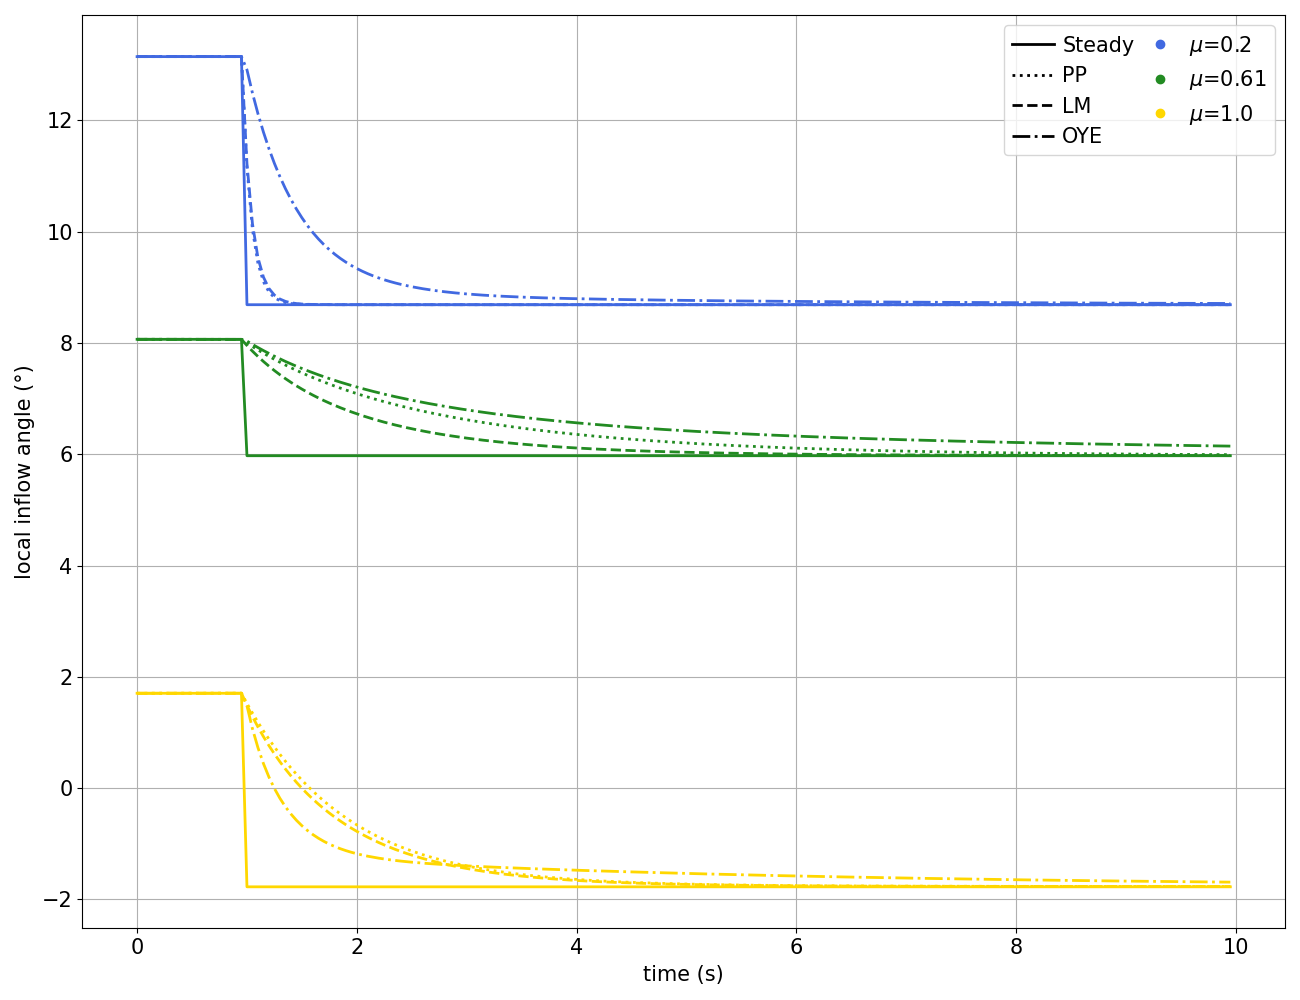 Steady
PP
LM
OYE
μ=0.2
μ=0.61
μ=1.0
12
10
8
6
4
2
0
−2
local inflow angle (°)
0 2 4 6 8 10
time (s)